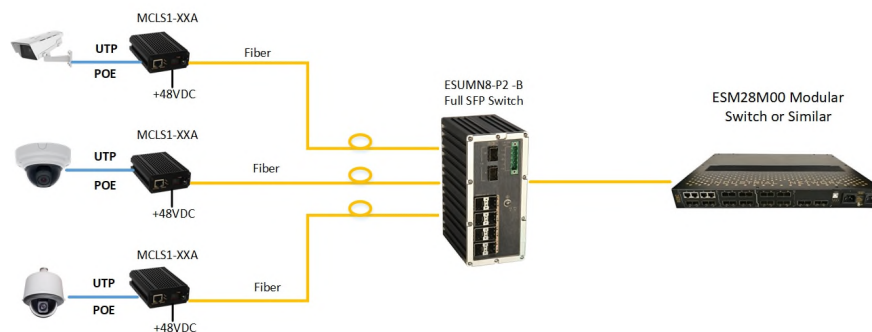 MCLS1-XXA
UTP
POE
Fiber
+48VDC
MCLS1-XXA
UTP
POE
Fiber
+48VDC
MCLS1-XXA
UTP
POE
Fiber
+48VDC
ESUMN8-P2 -B
Full SFP Switch
ESM28M00 Modular
Switch or Similar